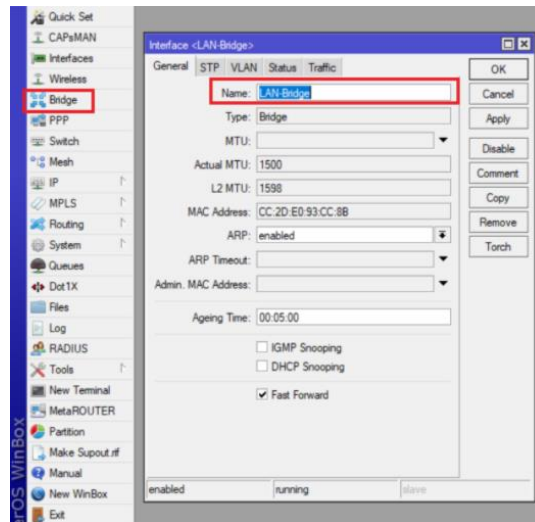 Quick Set
CAPsMAN
Interfaces
Wireless
Bridge
PPP
Switch
Mesh
IP
MPLS
Routing
System
Queues
Dot1X
Files
Log
RADIUS
Tools
New Terminal
MetaROUTER
Partition
Make Supout.rif
Manual
New WinBox
Exit
erOS WinBox
Interface <LAN-Bridge>
General STP VLAN Status Traffic
Name: LAN-Bridge
Type: Bridge
MTU:
Actual MTU: 1500
L2 MTU: 1598
MAC Address: CC:2D:E0:93:CC:8B
ARP: enabled
ARP Timeout:
Admin. MAC Address:
Ageing Time: 00:05:00
IGMP Snooping
DHCP Snooping
Fast Forward
OK
Cancel
Apply
Disable
Comment
Copy
Remove
Torch
enabled running slave